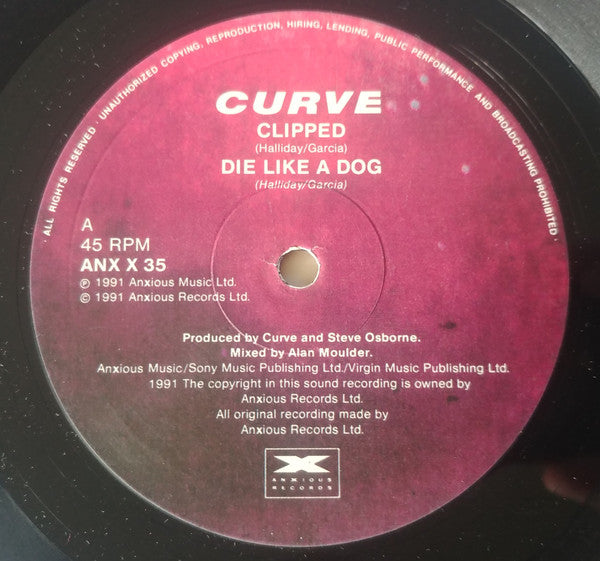 · ALL RIGHTS RESERVED · UNAUTHORIZED COPYING, REPRODUCTION, HIRING, LENDING, PUBLIC PERFORMANCE AND BROADCASTING PROHIBITED ·
CURVE
CLIPPED
(Halliday/Garcia)
DIE LIKE A DOG
(Halliday/Garcia)
A
45 RPM
ANX X 35
℗ 1991 Anxious Music Ltd.
© 1991 Anxious Records Ltd.
Produced by Curve and Steve Osborne.
Mixed by Alan Moulder.
Anxious Music/Sony Music Publishing Ltd./Virgin Music Publishing Ltd.
1991 The copyright in this sound recording is owned by
Anxious Records Ltd.
All original recording made by
Anxious Records Ltd.
ANXIOUS
RECORDS